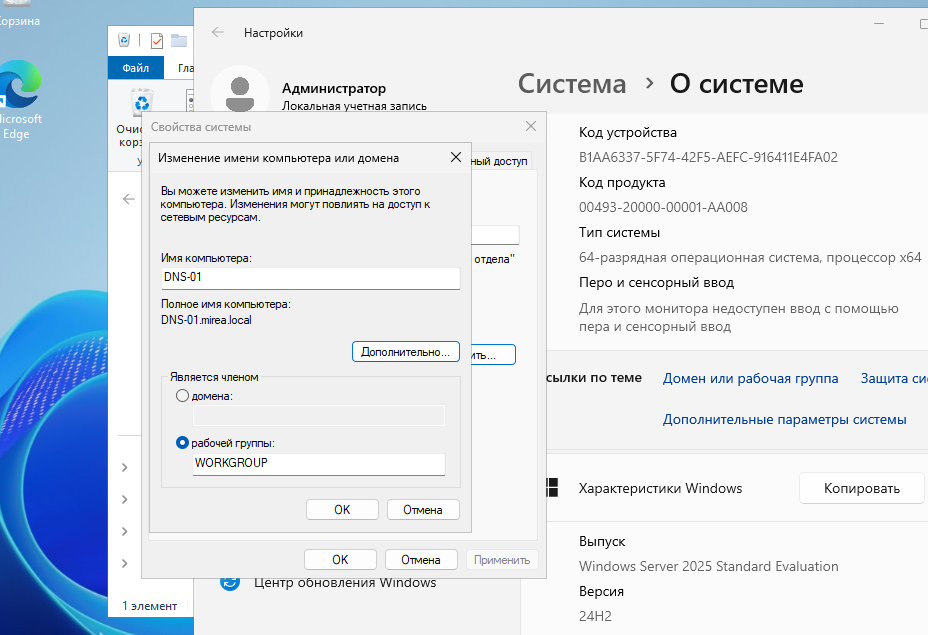 Корзина
Microsoft
Edge
Файл
Гла
Настройки
Администратор
Локальная учетная запись
Система > О системе
Свойства системы
ный доступ
отдела"
ить...
Изменение имени компьютера или домена
Вы можете изменить имя и принадлежность этого
компьютера. Изменения могут повлиять на доступ к
сетевым ресурсам.
Имя компьютера:
DNS-01
Полное имя компьютера:
DNS-01.mirea.local
Дополнительно...
Является членом
домена:
рабочей группы:
WORKGROUP
OK
Отмена
OK
Отмена
Применить
Код устройства
B1AA6337-5F74-42F5-AEFC-916411E4FA02
Код продукта
00493-20000-00001-AA008
Тип системы
64-разрядная операционная система, процессор x64
Перо и сенсорный ввод
Для этого монитора недоступен ввод с помощью
пера и сенсорный ввод
сылки по теме
Домен или рабочая группа
Защита си
Дополнительные параметры системы
Характеристики Windows
Копировать
Выпуск
Windows Server 2025 Standard Evaluation
Версия
24H2
Центр обновления Windows
1 элемент